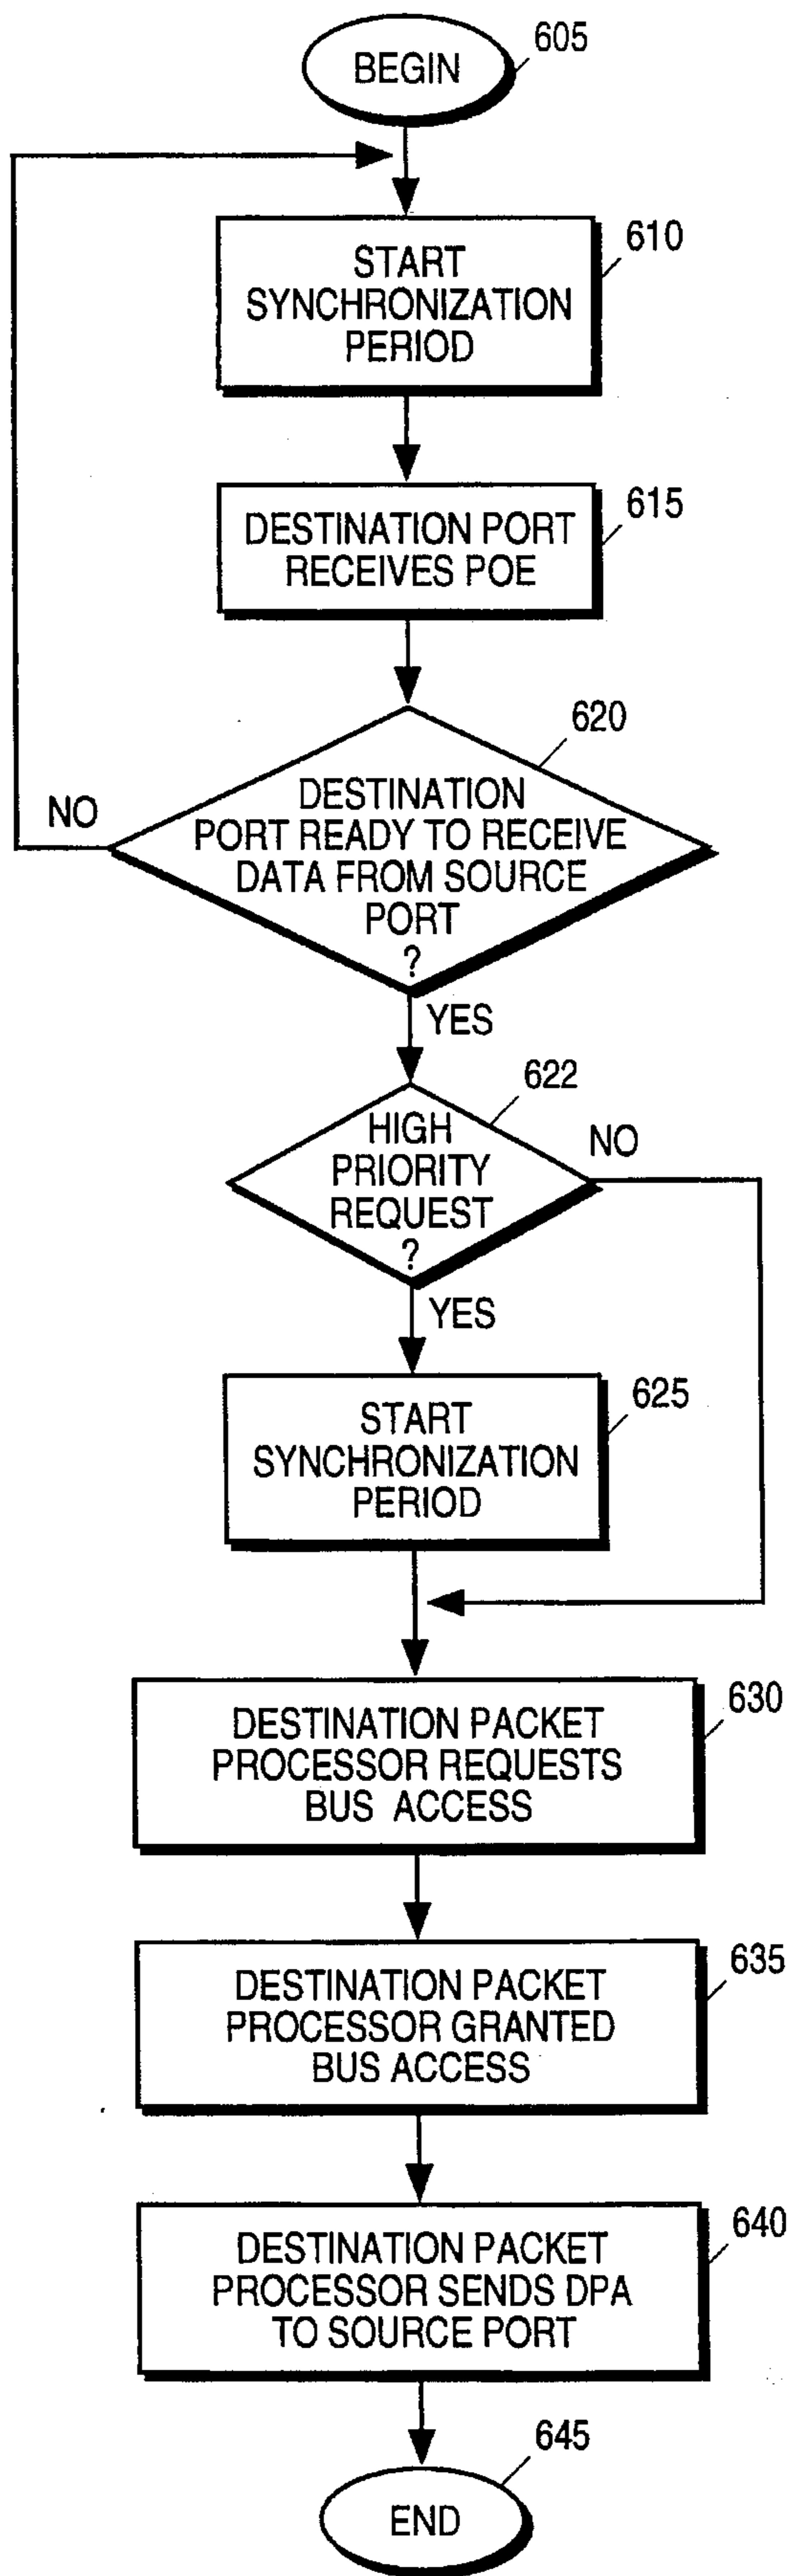 BEGIN
605
START
SYNCHRONIZATION
PERIOD
610
DESTINATION PORT
RECEIVES POE
615
620
DESTINATION
PORT READY TO RECEIVE
DATA FROM SOURCE
PORT
?
NO
YES
622
HIGH
PRIORITY
REQUEST
?
NO
YES
START
SYNCHRONIZATION
PERIOD
625
DESTINATION PACKET
PROCESSOR REQUESTS
BUS ACCESS
630
DESTINATION PACKET
PROCESSOR GRANTED
BUS ACCESS
635
DESTINATION PACKET
PROCESSOR SENDS DPA
TO SOURCE PORT
640
645
END